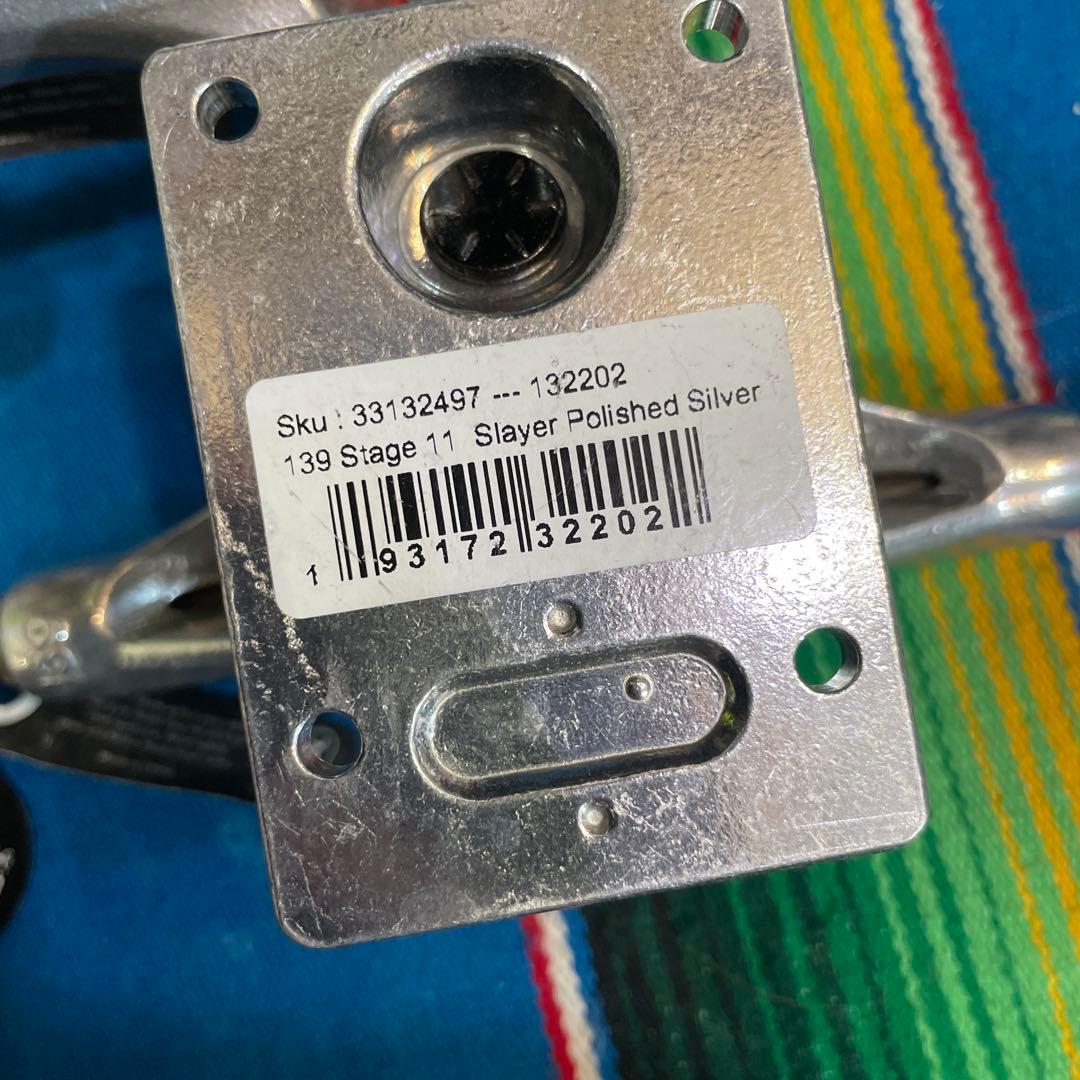 Sku : 33132497 --- 132202
139 Stage 11 Slayer Polished Silver
1 93172 32202